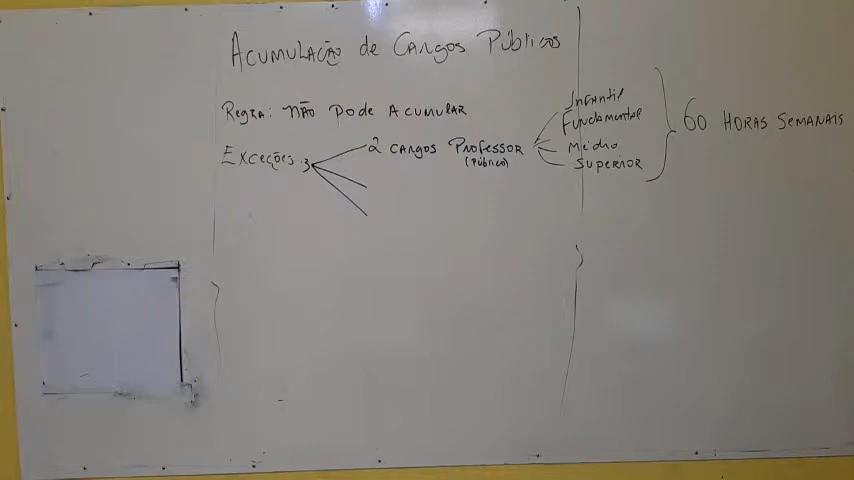 Acumulação de Cargos Públicos
Regra: não pode Acumular
Exceções: 3
2 cargos Professor
(Público)
Infantil
Fundamental
Médio
Superior
60 Horas Semanais